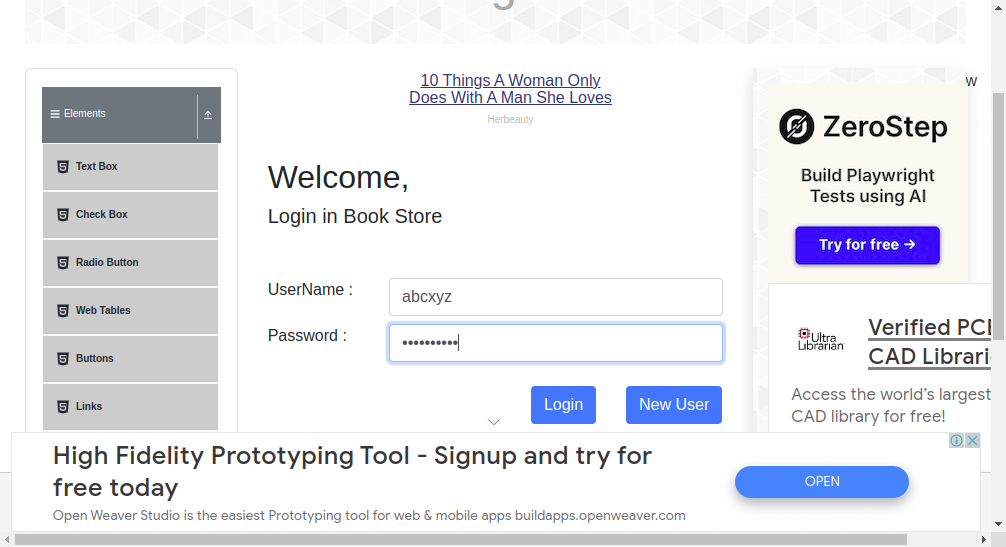 Elements
Text Box
Check Box
Radio Button
Web Tables
Buttons
Links
10 Things A Woman Only
Does With A Man She Loves
Herbeauty
Welcome,
Login in Book Store
UserName :
abcxyz
Password :
••••••••••
Login
New User
ZeroStep
Build Playwright
Tests using AI
Try for free →
Ultra
Librarian
Verified PCB
CAD Librari
Access the world's largest
CAD library for free!
High Fidelity Prototyping Tool - Signup and try for
free today
Open Weaver Studio is the easiest Prototyping tool for web & mobile apps buildapps.openweaver.com
OPEN